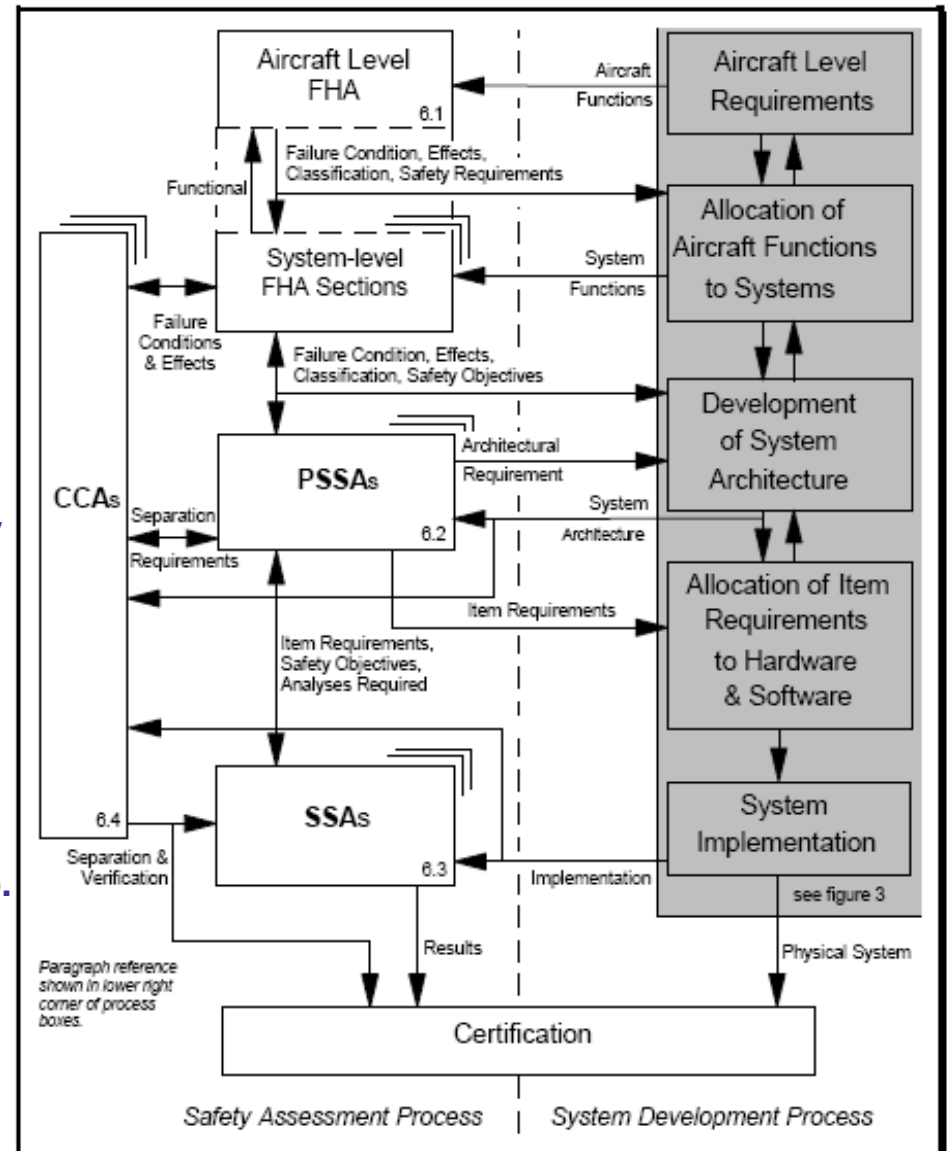 Aircraft Level
FHA
6.1
Aircraft
Functions
Aircraft Level
Requirements
Failure Condition, Effects,
Classification, Safety Requirements
Functional
Allocation of
Aircraft Functions
to Systems
System-level
FHA Sections
System
Functions
Failure
Conditions
& Effects
Failure Condition, Effects,
Classification, Safety Objectives
Development
of System
Architecture
CCAs
6.4
PSSAs
6.2
Architectural
Requirement
Separation
Requirements
System
Architecture
Allocation of Item
Requirements
to Hardware
& Software
Item Requirements
Item Requirements,
Safety Objectives,
Analyses Required
SSAs
6.3
System
Implementation
Separation &
Verification
Implementation
see figure 3
Results
Physical System
Paragraph reference
shown in lower right
corner of process
boxes.
Certification
Safety Assessment Process
System Development Process